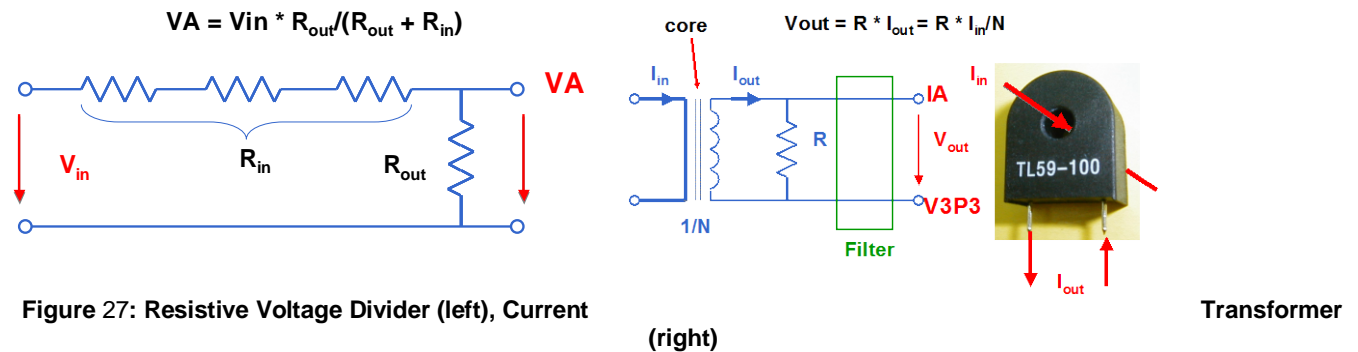 VA = Vin * Rout/(Rout + Rin)
VA
Vin
Rin
Rout
core
Vout = R * Iout = R * Iin/N
Iin
Iout
IA
R
Vout
V3P3
1/N
Filter
Iin
TL59-100
Iout
Figure 27: Resistive Voltage Divider (left), Current Transformer
(right)